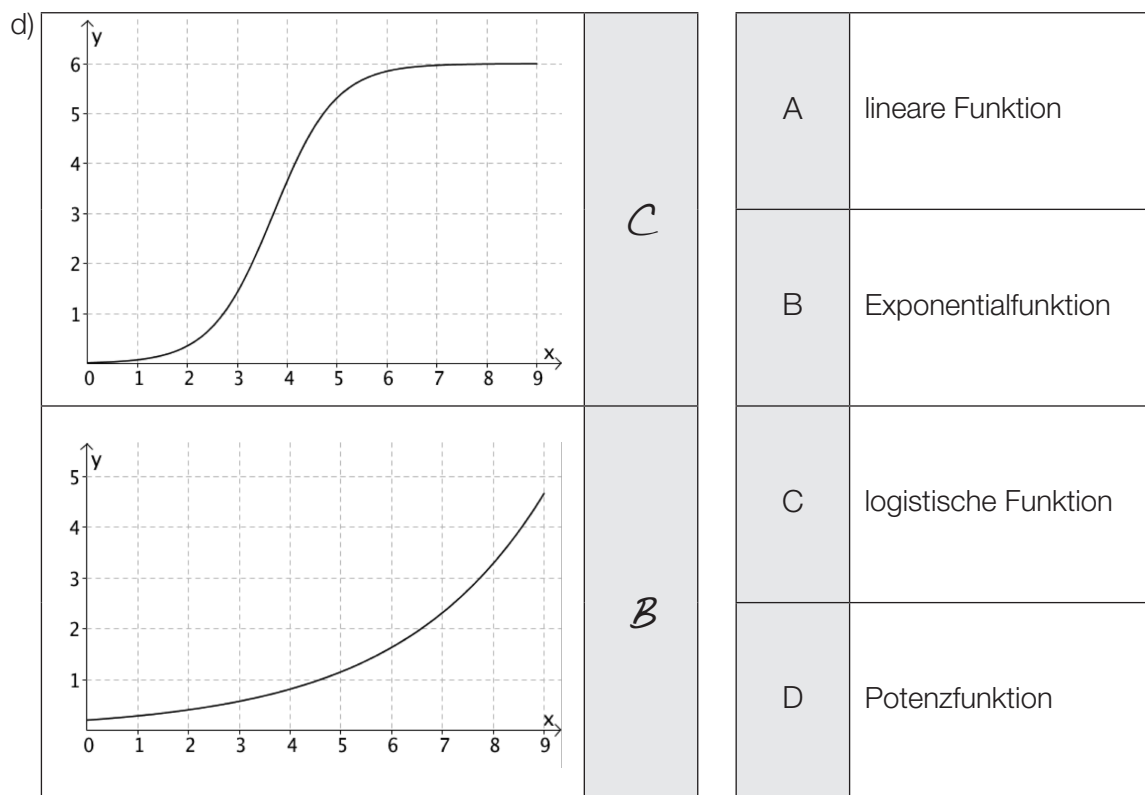 d)
y
6
5
4
3
2
1
0 1 2 3 4 5 6 7 8 9
x
C
y
5
4
3
2
1
0 1 2 3 4 5 6 7 8 9
x
B
A lineare Funktion
B Exponentialfunktion
C logistische Funktion
D Potenzfunktion